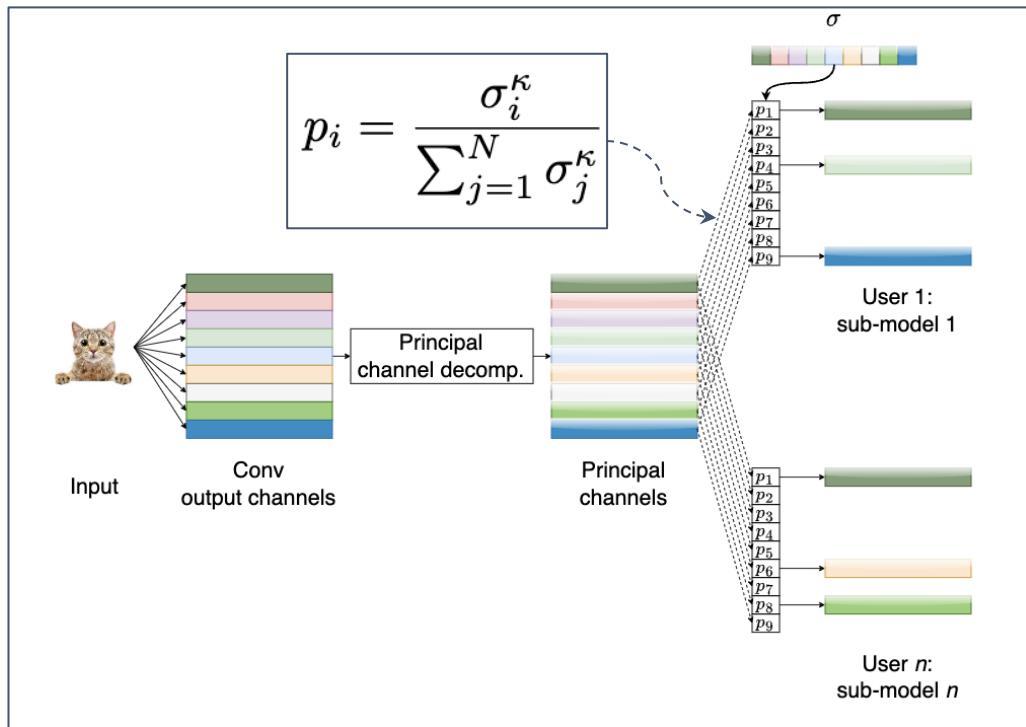 σ
p_i = \frac{σ_i^κ}{\sum_{j=1}^{N} σ_j^κ}
p1
p2
p3
p4
p5
p6
p7
p8
p9
User 1:
sub-model 1
Principal
channel decomp.
Input
Conv
output channels
Principal
channels
p1
p2
p3
p4
p5
p6
p7
p8
p9
User n:
sub-model n